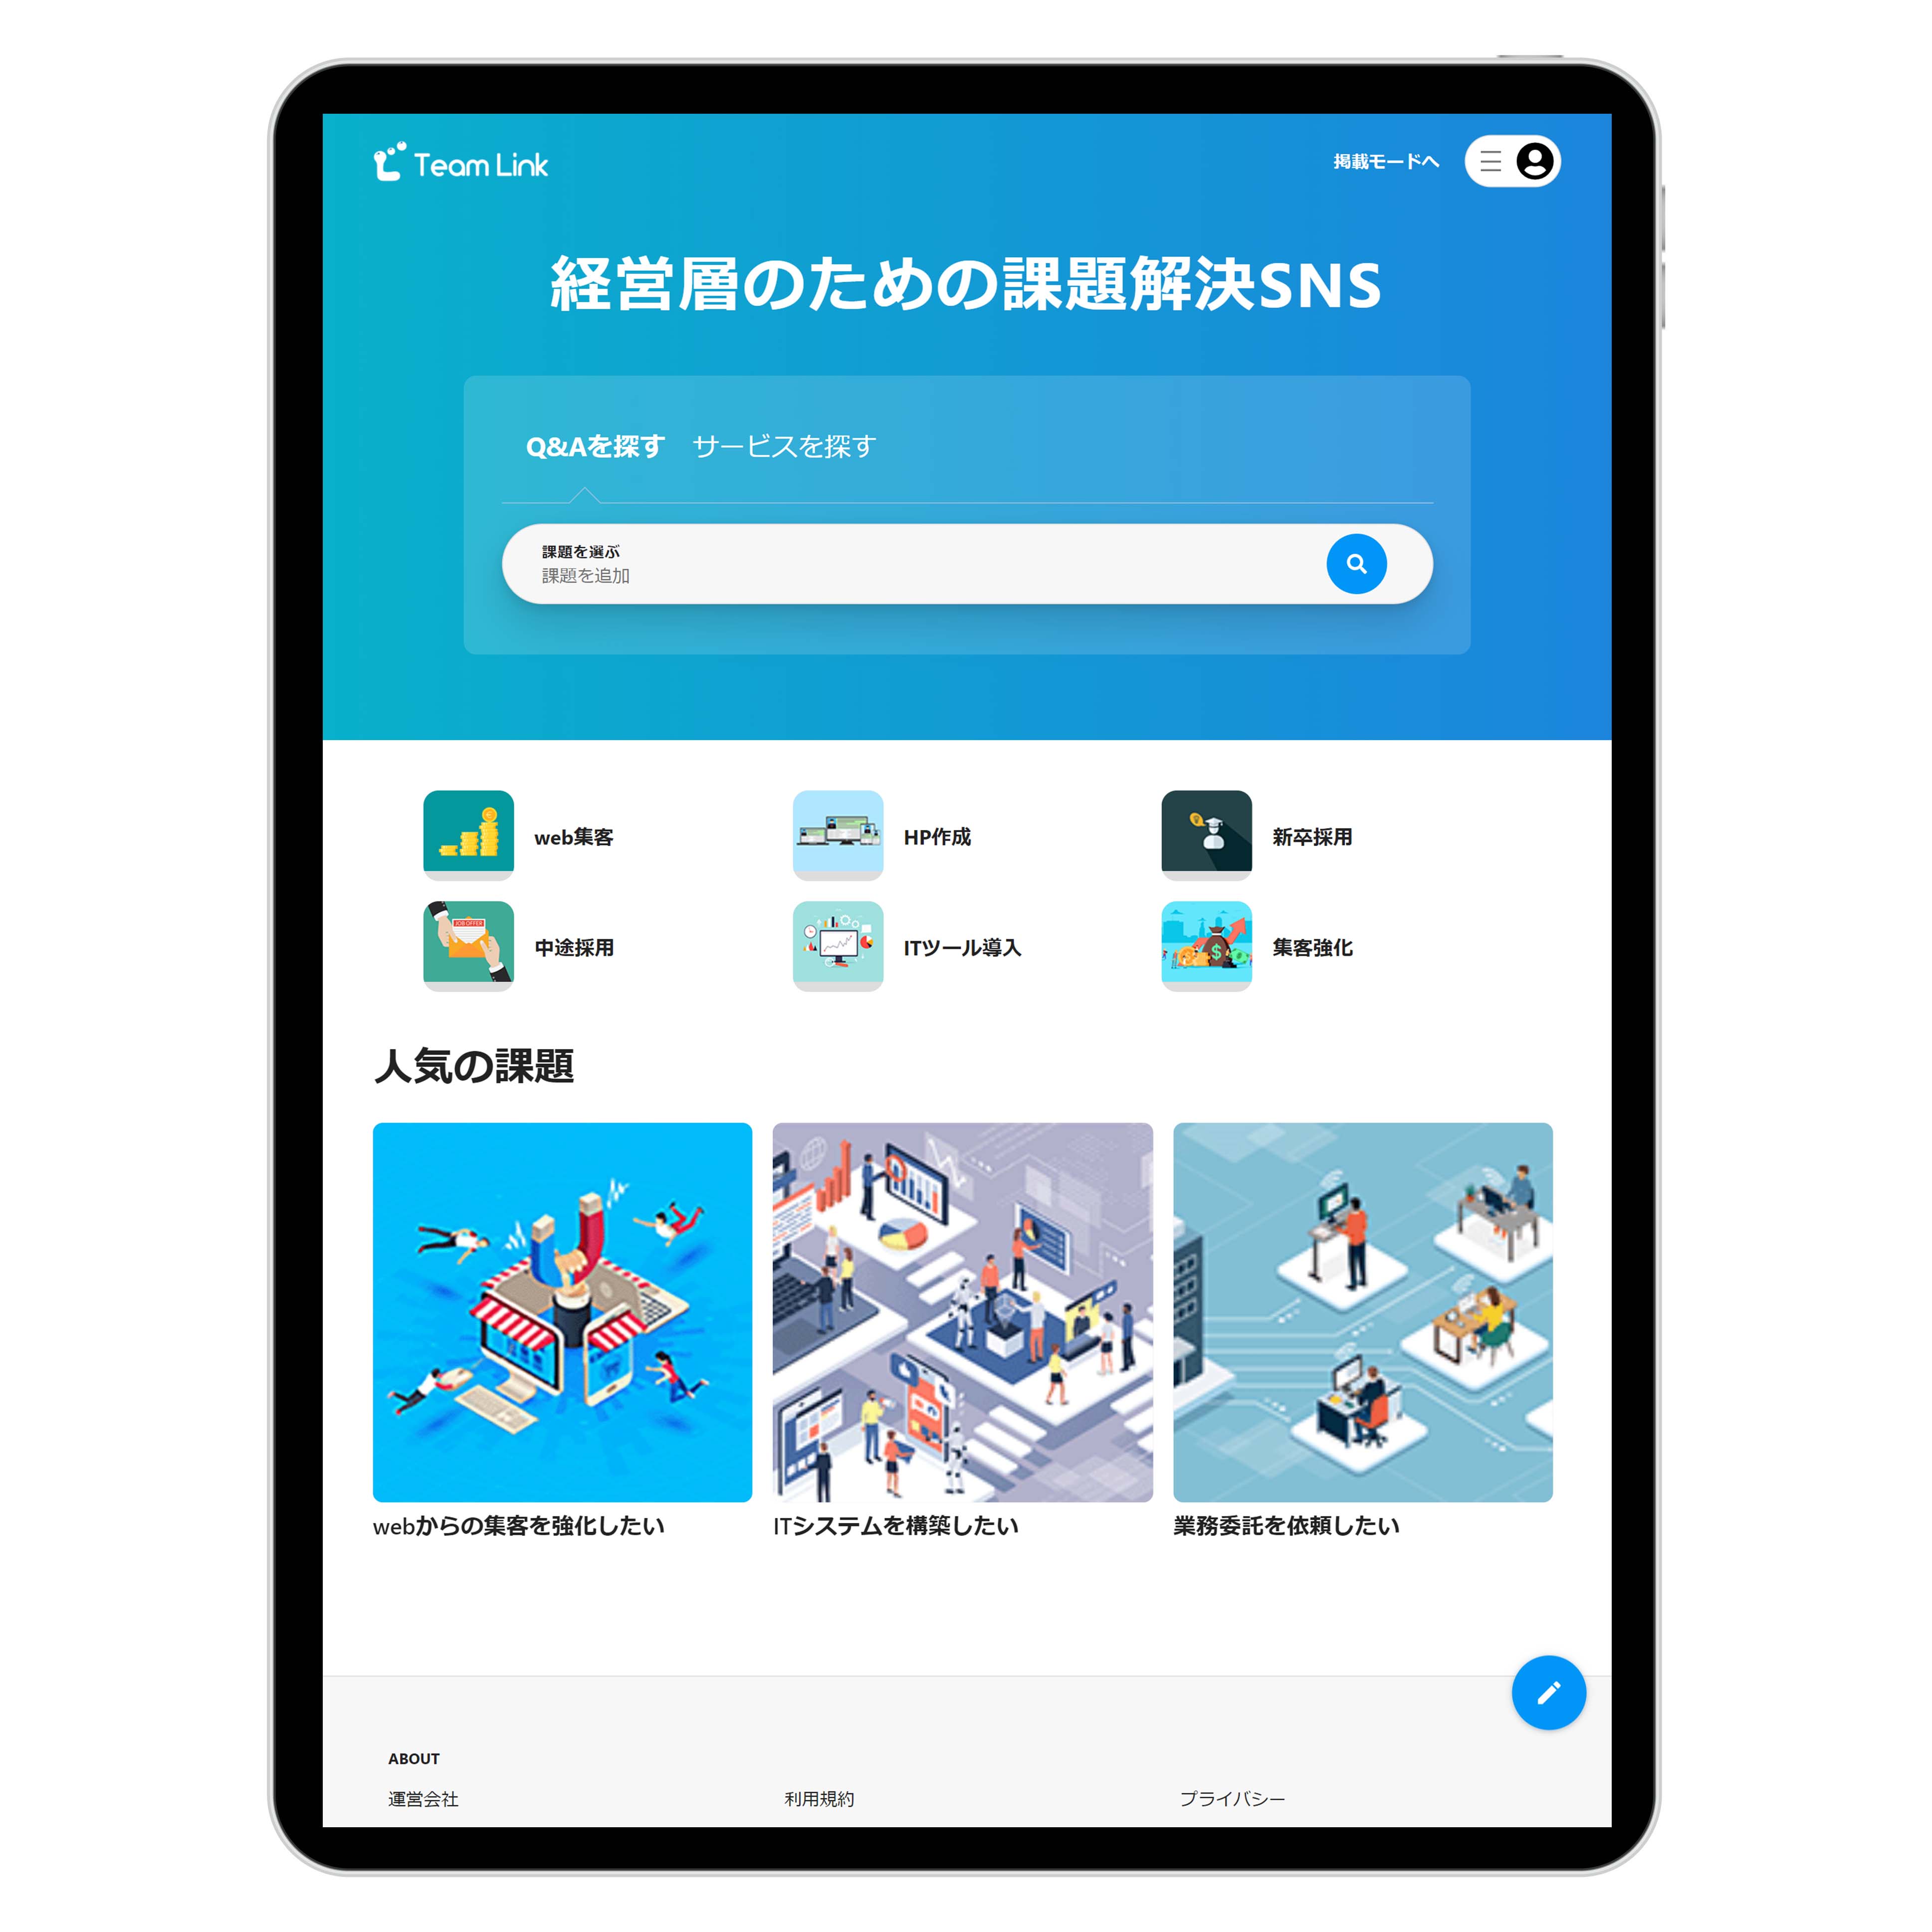 Team Link
掲載モードへ
経営層のための課題解決SNS
Q&Aを探す サービスを探す
課題を選ぶ
課題を追加
web集客
HP作成
新卒採用
JOB OFFER
中途採用
ITツール導入
集客強化
人気の課題
webからの集客を強化したい
ITシステムを構築したい
業務委託を依頼したい
ABOUT
運営会社
利用規約
プライバシー